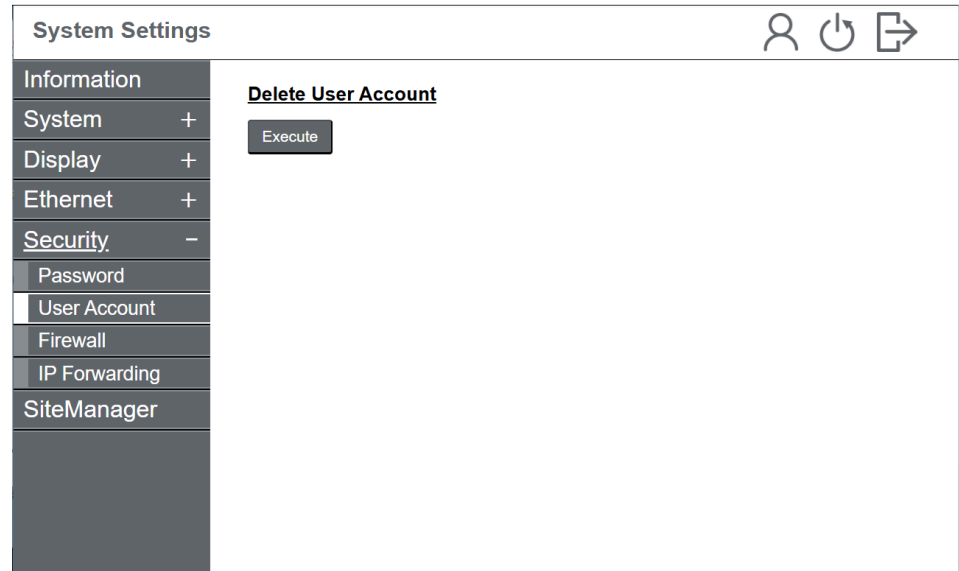 System Settings
Information
System +
Display +
Ethernet +
Security −
Password
User Account
Firewall
IP Forwarding
SiteManager
Delete User Account
Execute